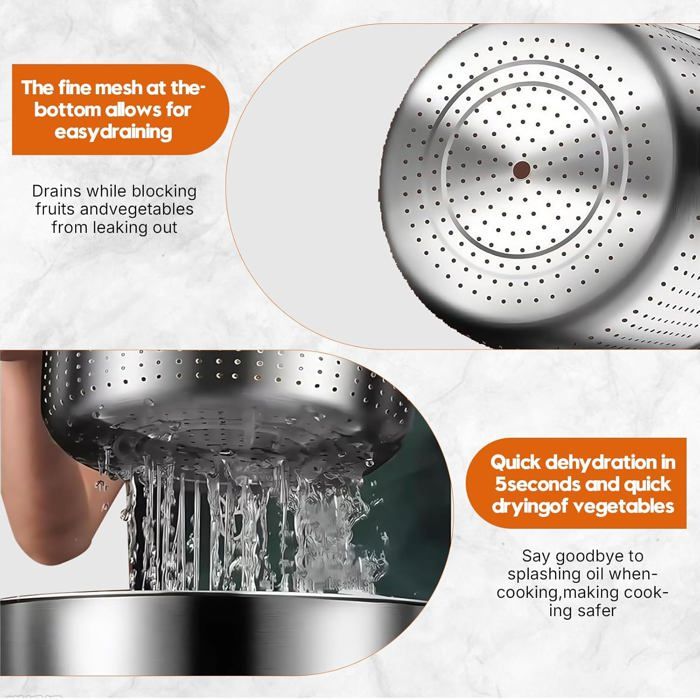 The fine mesh at the-
bottom allows for
easydraining
Drains while blocking
fruits andvegetables
from leaking out
Quick dehydration in
5seconds and quick
dryingof vegetables
Say goodbye to
splashing oil when-
cooking,making cook-
ing safer